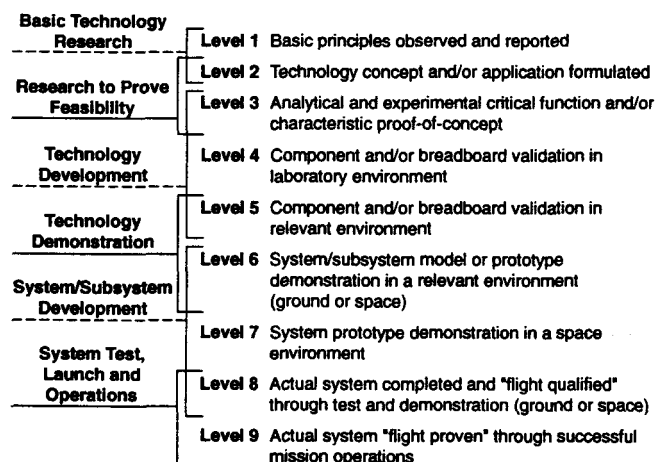 Basic Technology
Research
Level 1 Basic principles observed and reported
Level 2 Technology concept and/or application formulated
Research to Prove
Feasibility
Level 3 Analytical and experimental critical function and/or
characteristic proof-of-concept
Technology
Development
Level 4 Component and/or breadboard validation in
laboratory environment
Technology
Demonstration
Level 5 Component and/or breadboard validation in
relevant environment
Level 6 System/subsystem model or prototype
demonstration in a relevant environment
(ground or space)
System/Subsystem
Development
Level 7 System prototype demonstration in a space
environment
System Test,
Launch and
Operations
Level 8 Actual system completed and "flight qualified"
through test and demonstration (ground or space)
Level 9 Actual system "flight proven" through successful
mission operations